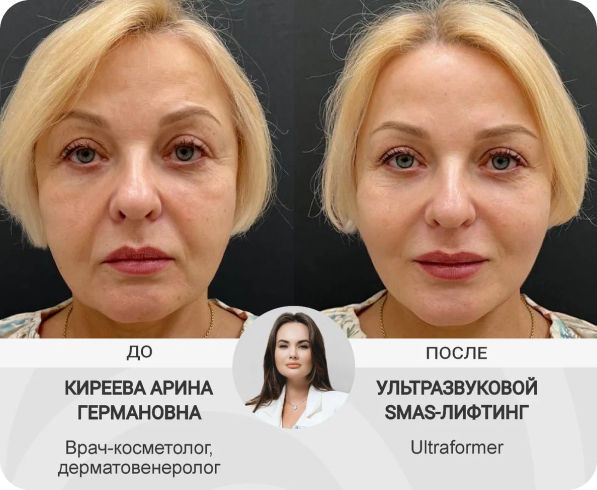 ДО
ПОСЛЕ
КИРЕЕВА АРИНА
ГЕРМАНОВНА
Врач-косметолог,
дерматовенеролог
УЛЬТРАЗВУКОВОЙ
SMAS-ЛИФТИНГ
Ultraformer